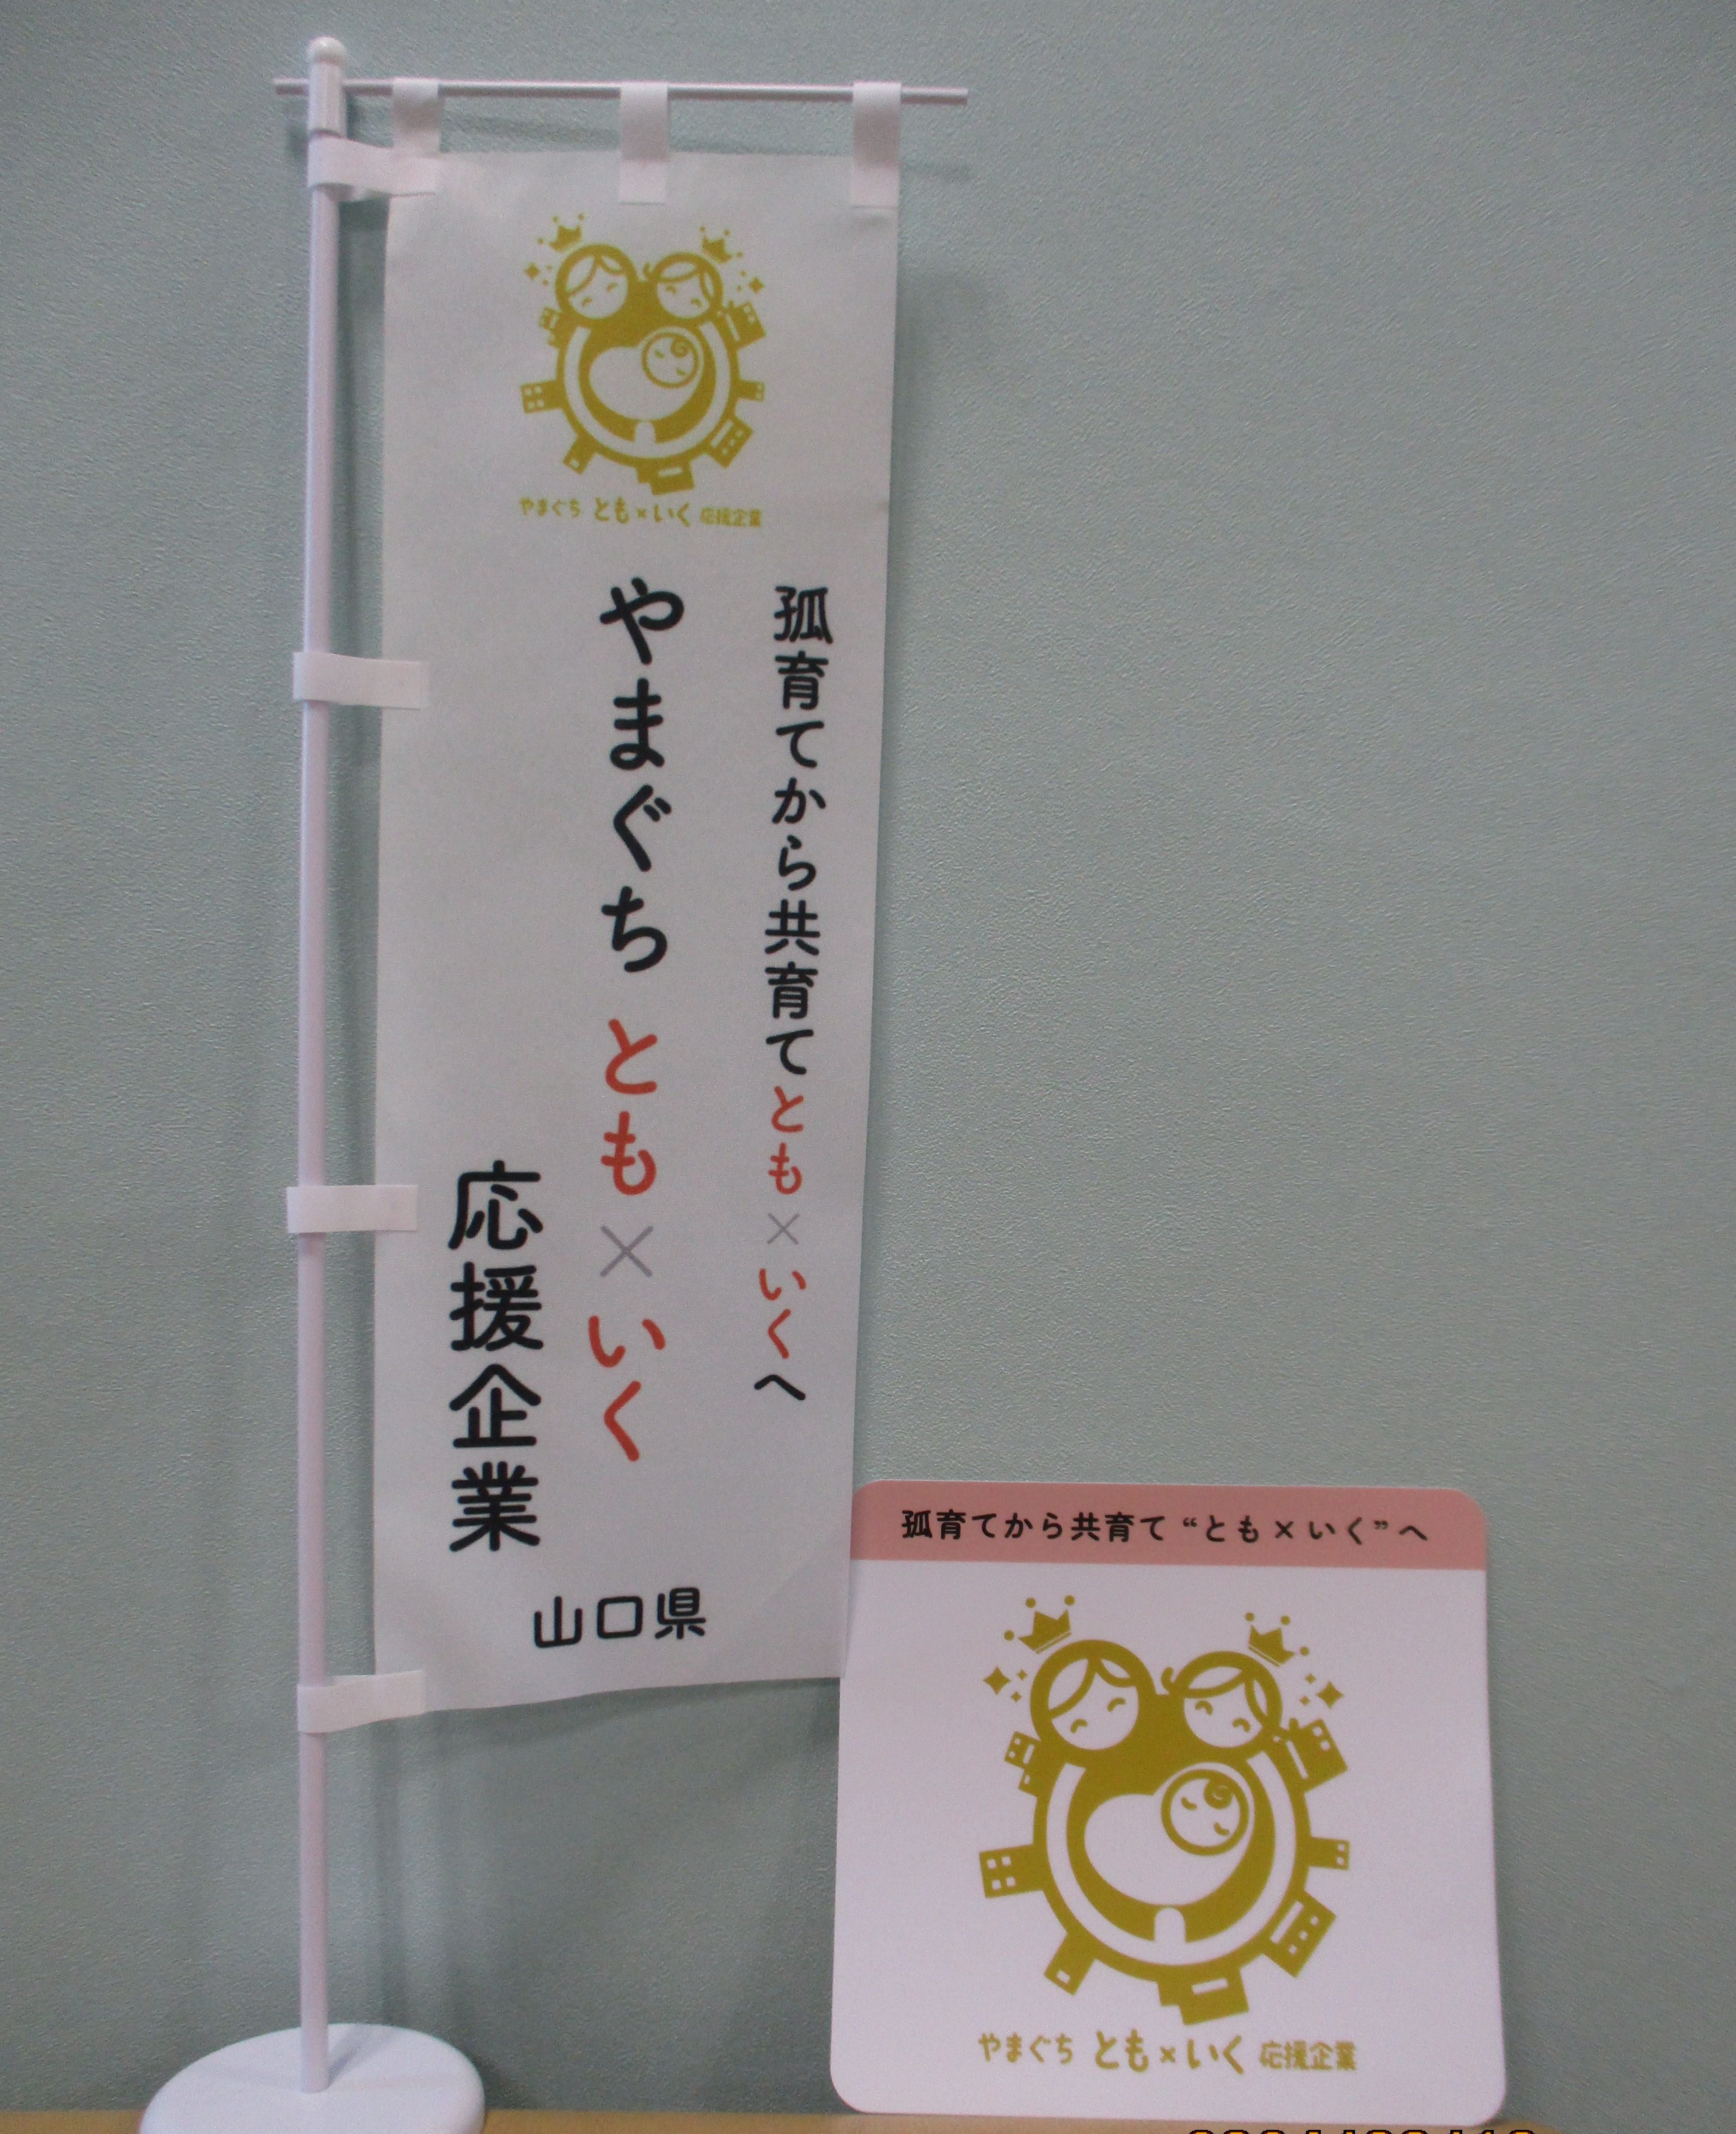 やまぐち とも×いく 応援企業
孤育てから共育てとも×いくへ
やまぐち とも×いく
応援企業
山口県
孤育てから共育て“とも×いく”へ
やまぐち とも×いく 応援企業